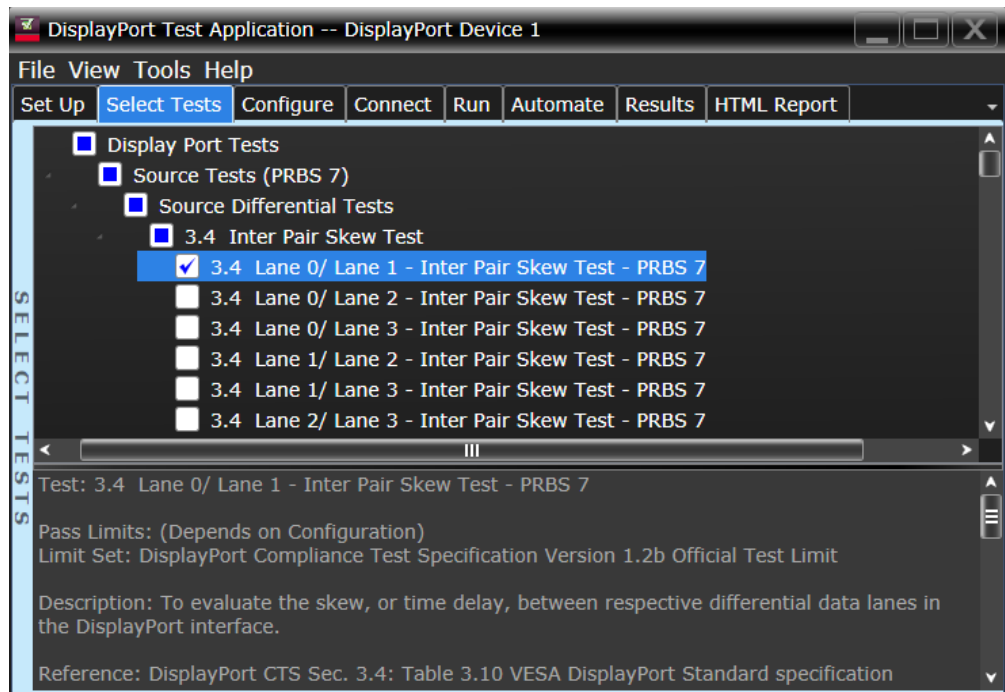 DisplayPort Test Application -- DisplayPort Device 1
File View Tools Help
Set Up Select Tests Configure Connect Run Automate Results HTML Report
Display Port Tests
Source Tests (PRBS 7)
Source Differential Tests
3.4 Inter Pair Skew Test
3.4 Lane 0/ Lane 1 - Inter Pair Skew Test - PRBS 7
3.4 Lane 0/ Lane 2 - Inter Pair Skew Test - PRBS 7
3.4 Lane 0/ Lane 3 - Inter Pair Skew Test - PRBS 7
3.4 Lane 1/ Lane 2 - Inter Pair Skew Test - PRBS 7
3.4 Lane 1/ Lane 3 - Inter Pair Skew Test - PRBS 7
3.4 Lane 2/ Lane 3 - Inter Pair Skew Test - PRBS 7
SELECT TESTS
Test: 3.4 Lane 0/ Lane 1 - Inter Pair Skew Test - PRBS 7
Pass Limits: (Depends on Configuration)
Limit Set: DisplayPort Compliance Test Specification Version 1.2b Official Test Limit
Description: To evaluate the skew, or time delay, between respective differential data lanes in
the DisplayPort interface.
Reference: DisplayPort CTS Sec. 3.4: Table 3.10 VESA DisplayPort Standard specification